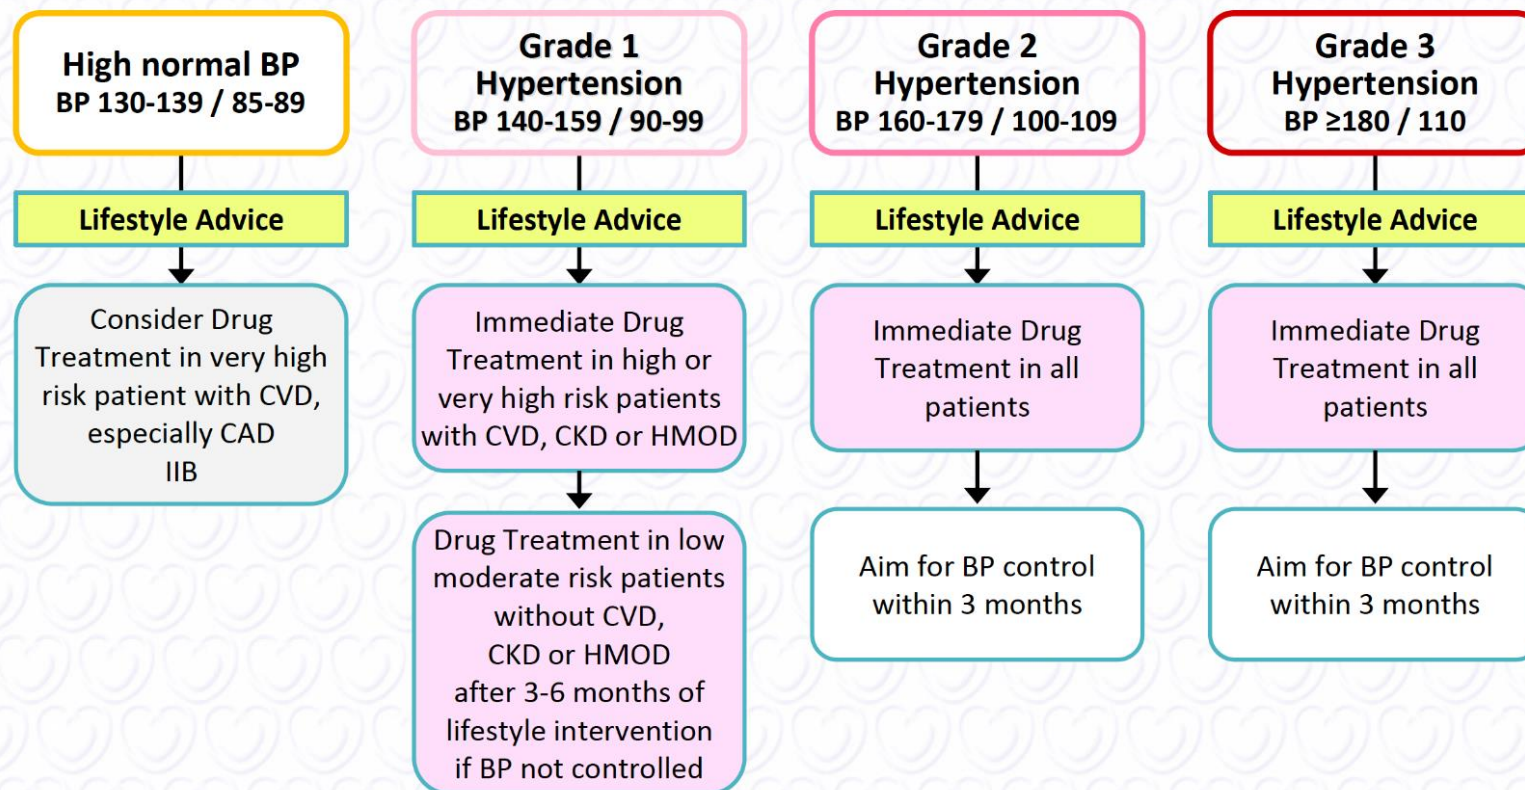 High normal BP
BP 130-139 / 85-89
Lifestyle Advice
Consider Drug
Treatment in very high
risk patient with CVD,
especially CAD
IIB
Grade 1
Hypertension
BP 140-159 / 90-99
Lifestyle Advice
Immediate Drug
Treatment in high or
very high risk patients
with CVD, CKD or HMOD
Drug Treatment in low
moderate risk patients
without CVD,
CKD or HMOD
after 3-6 months of
lifestyle intervention
if BP not controlled
Grade 2
Hypertension
BP 160-179 / 100-109
Lifestyle Advice
Immediate Drug
Treatment in all
patients
Aim for BP control
within 3 months
Grade 3
Hypertension
BP ≥180 / 110
Lifestyle Advice
Immediate Drug
Treatment in all
patients
Aim for BP control
within 3 months